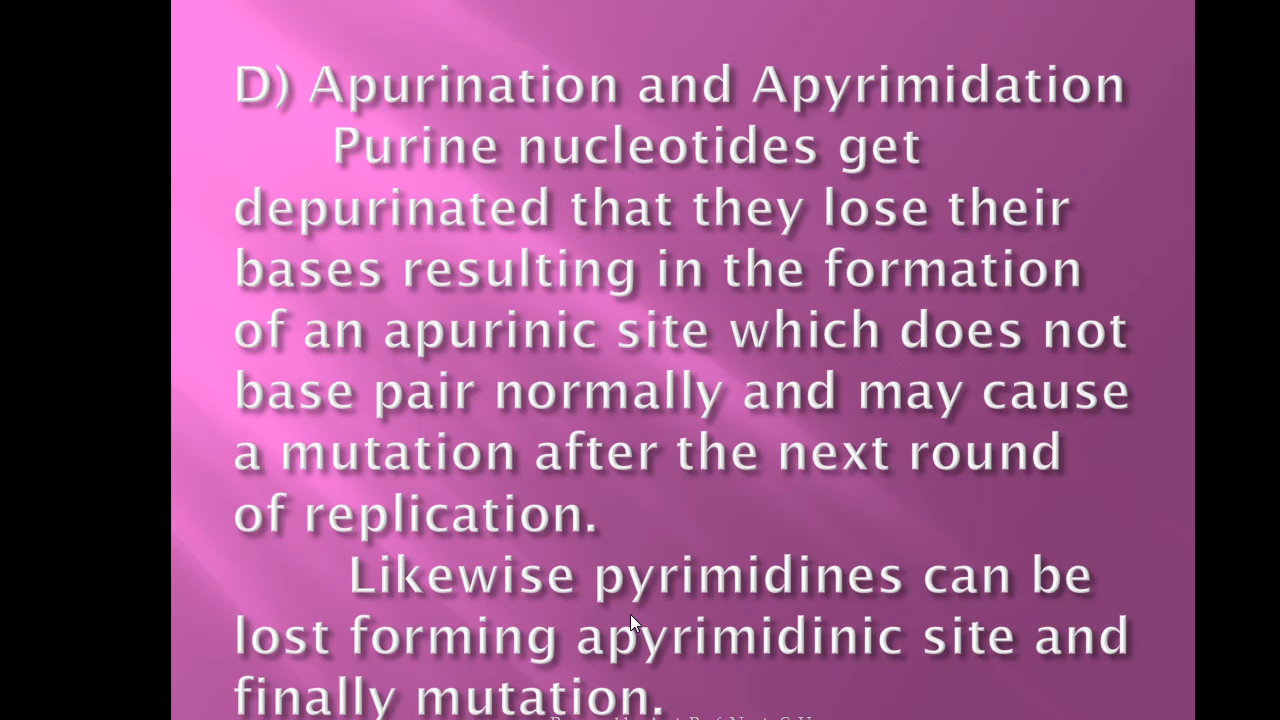 D) Apurination and Apyrimidation
Purine nucleotides get
depurinated that they lose their
bases resulting in the formation
of an apurinic site which does not
base pair normally and may cause
a mutation after the next round
of replication.
Likewise pyrimidines can be
lost forming apyrimidinic site and
finally mutation.